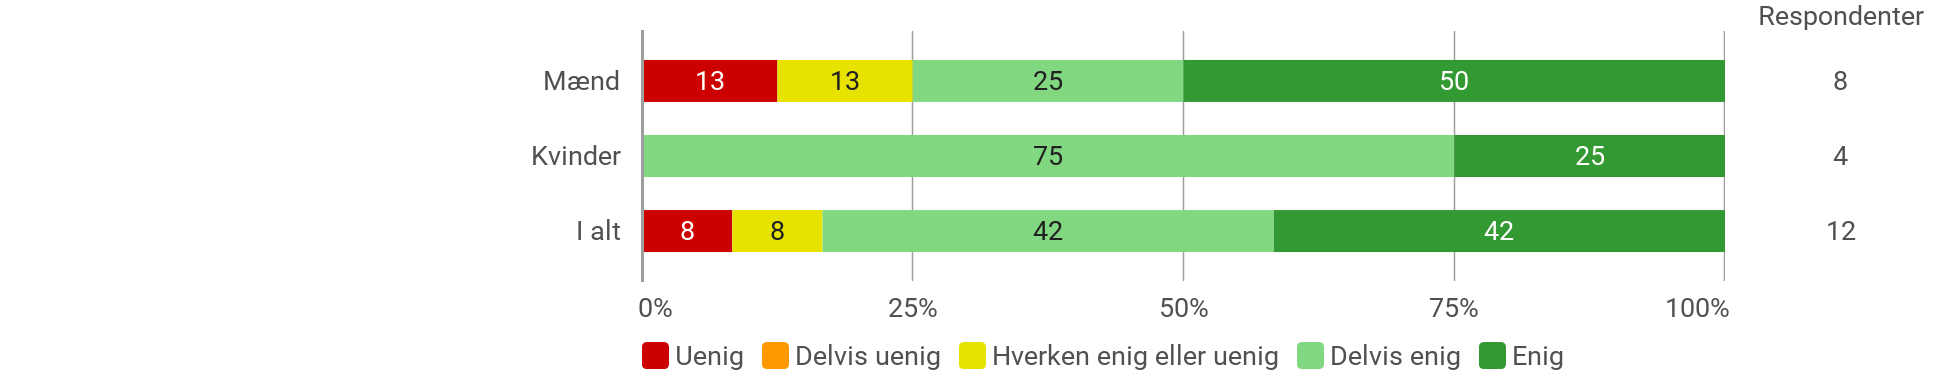 Respondenter
Mænd 13 13 25 50 8
Kvinder 75 25 4
I alt 8 8 42 42 12
0% 25% 50% 75% 100%
Uenig Delvis uenig Hverken enig eller uenig Delvis enig Enig